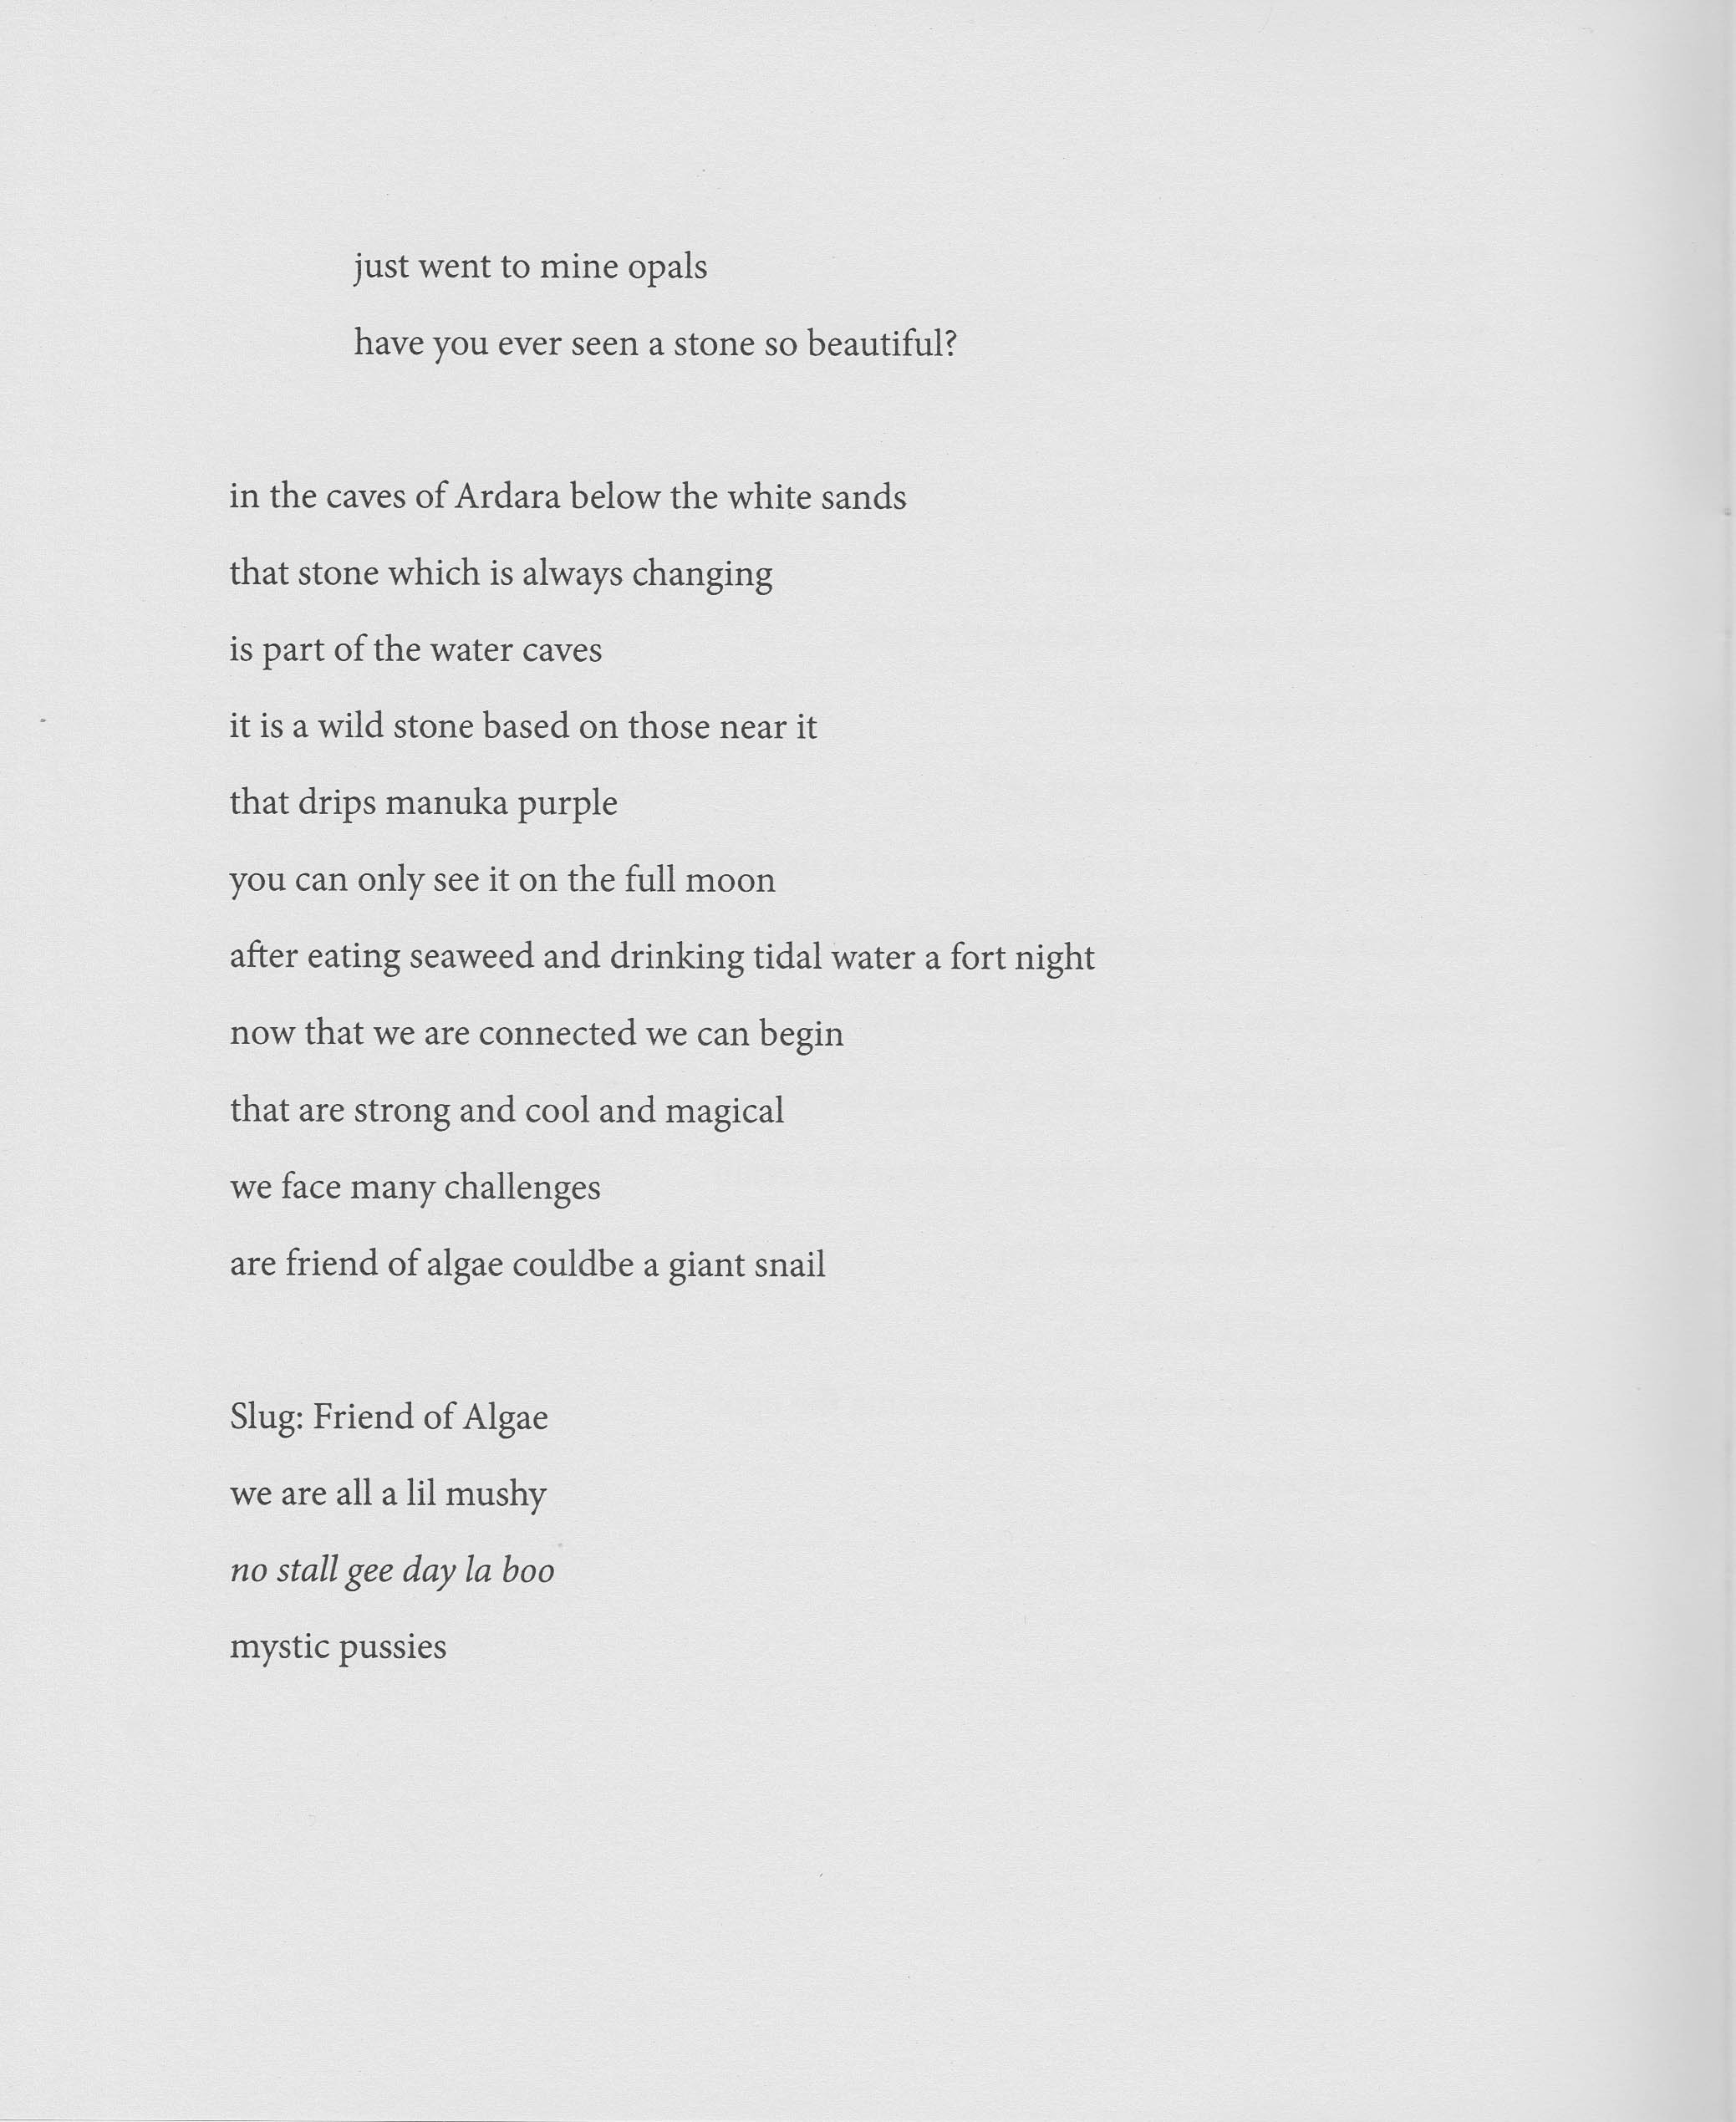 just went to mine opals
have you ever seen a stone so beautiful?
in the caves of Ardara below the white sands
that stone which is always changing
is part of the water caves
it is a wild stone based on those near it
that drips manuka purple
you can only see it on the full moon
after eating seaweed and drinking tidal water a fort night
now that we are connected we can begin
that are strong and cool and magical
we face many challenges
are friend of algae couldbe a giant snail
Slug: Friend of Algae
we are all a lil mushy
no stall gee day la boo
mystic pussies